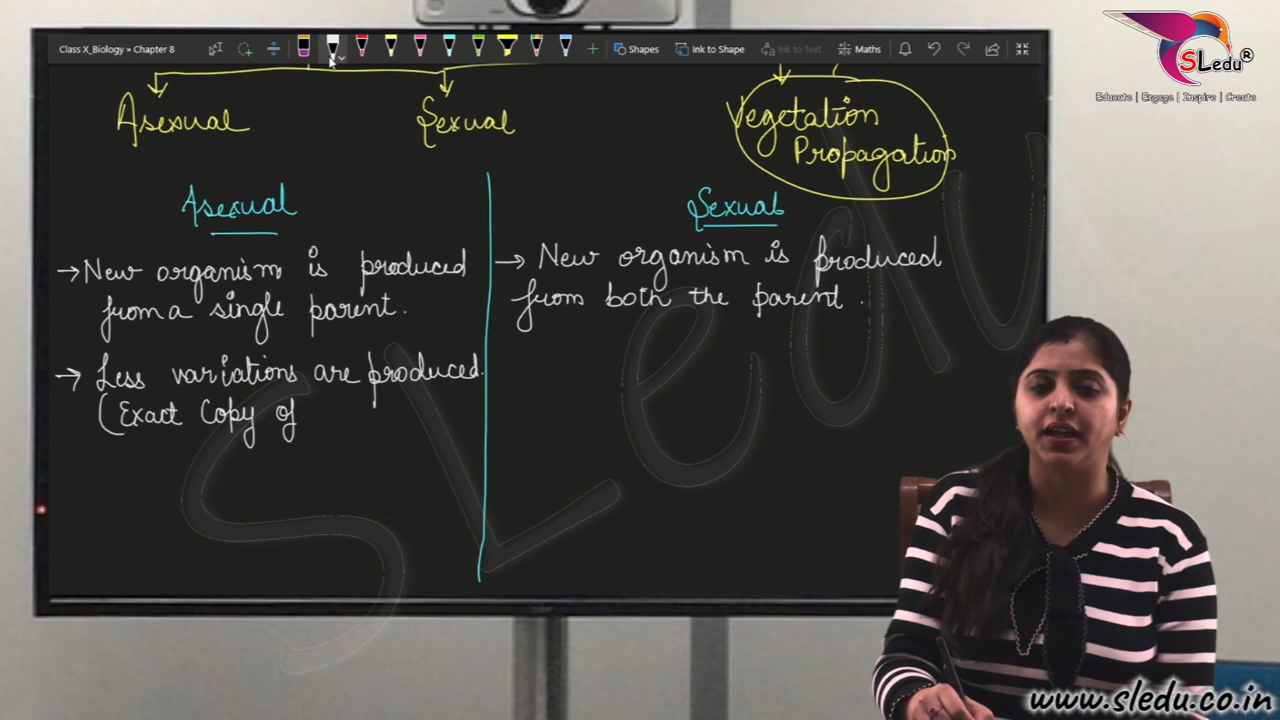 Class X_Biology » Chapter 8
Shapes
Ink to Shape
Ink to Text
Maths
SLedu®
Educate | Engage | Inspire | Create
Asexual
Sexual
Vegetation
Propagation
Asexual
→ New organism is produced
from a single parent.
→ Less variations are produced.
(Exact Copy of
Sexual
→ New organism is produced
from both the parent.
SLedu
www.sledu.co.in